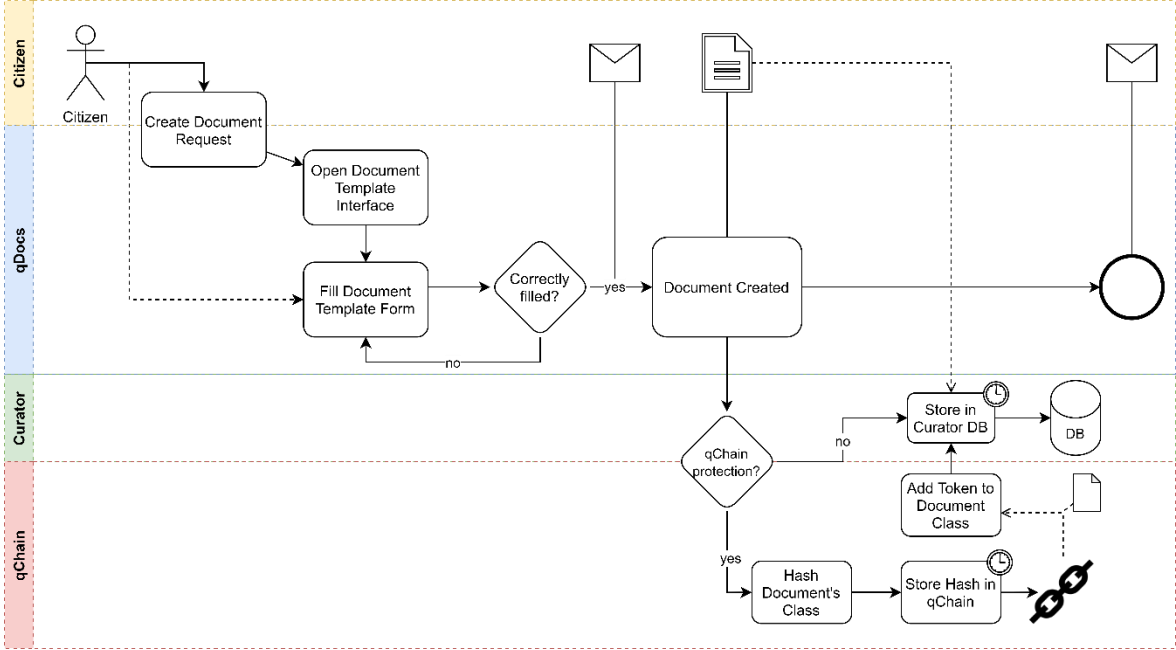 Citizen
Citizen
Create Document
Request
qDocs
Open Document
Template
Interface
Fill Document
Template Form
Correctly
filled?
yes
no
Document Created
Curator
qChain
protection?
no
Store in
Curator DB
DB
qChain
yes
Add Token to
Document
Class
Hash
Document's
Class
Store Hash in
qChain